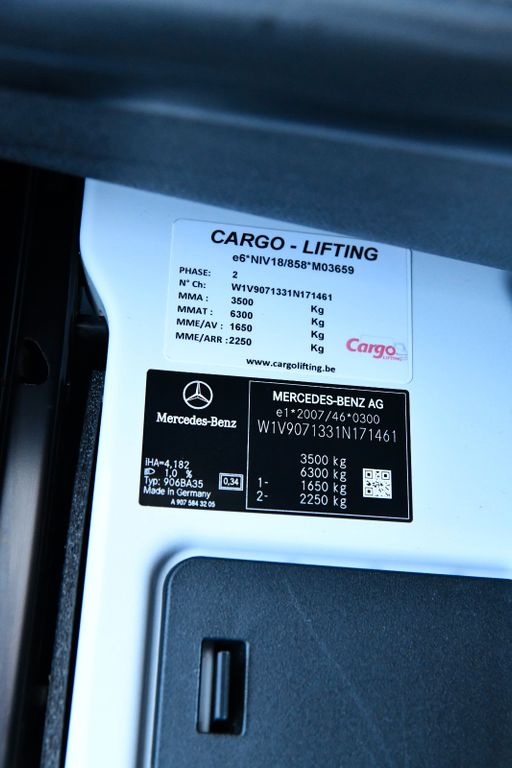 CARGO - LIFTING
e6*NIV18/858*M03659
PHASE: 2
N° Ch: W1V9071331N171461
MMA : 3500 Kg
MMAT : 6300 Kg
MME/AV : 1650 Kg
MME/ARR : 2250 Kg
Cargo
LIFTING
www.cargolifting.be
Mercedes-Benz
MERCEDES-BENZ AG
e1*2007/46*0300
W1V9071331N171461
3500 kg
6300 kg
1- 1650 kg
2- 2250 kg
iHA=4,182
1.0 %
Typ: 906BA35
Made in Germany
0,34
A 907 584 32 05